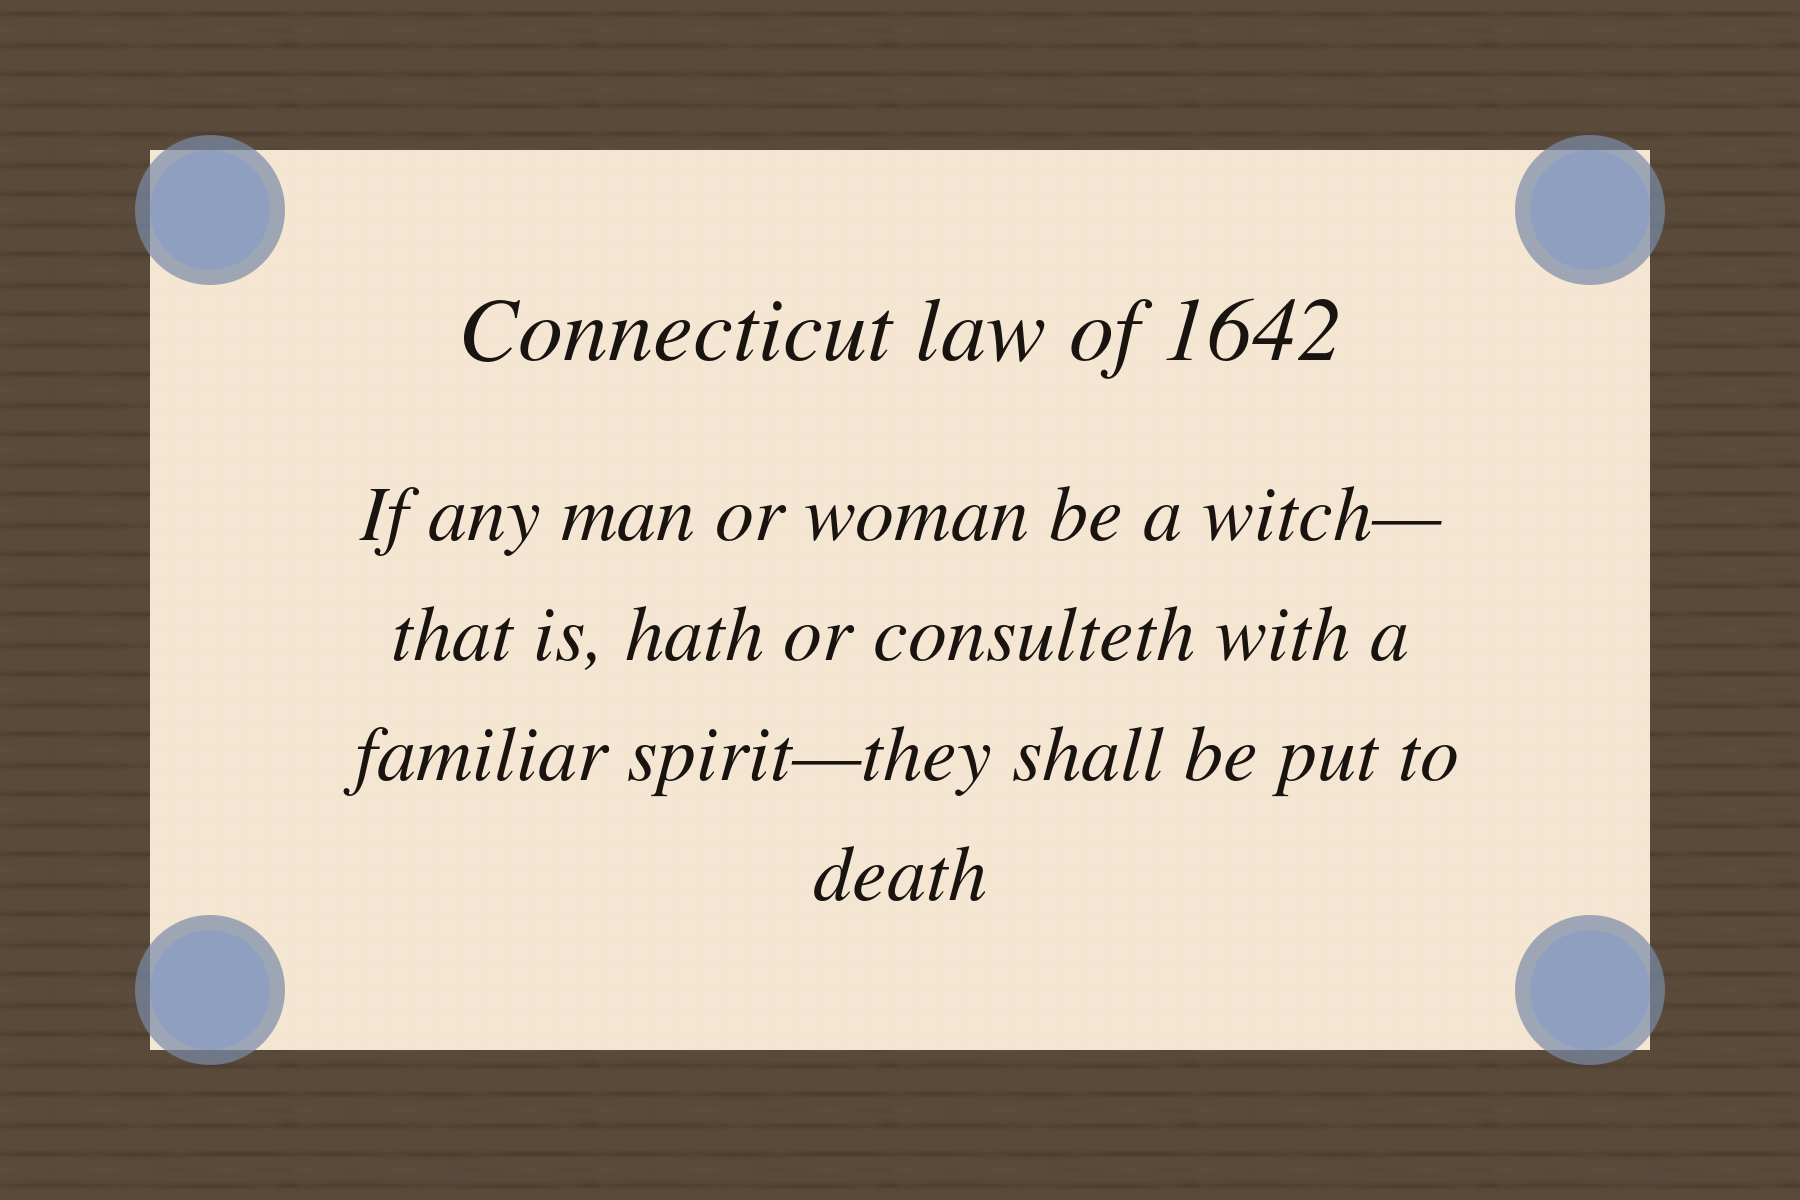 Connecticut law of 1642
If any man or woman be a witch—
that is, hath or consulteth with a
familiar spirit—they shall be put to
death